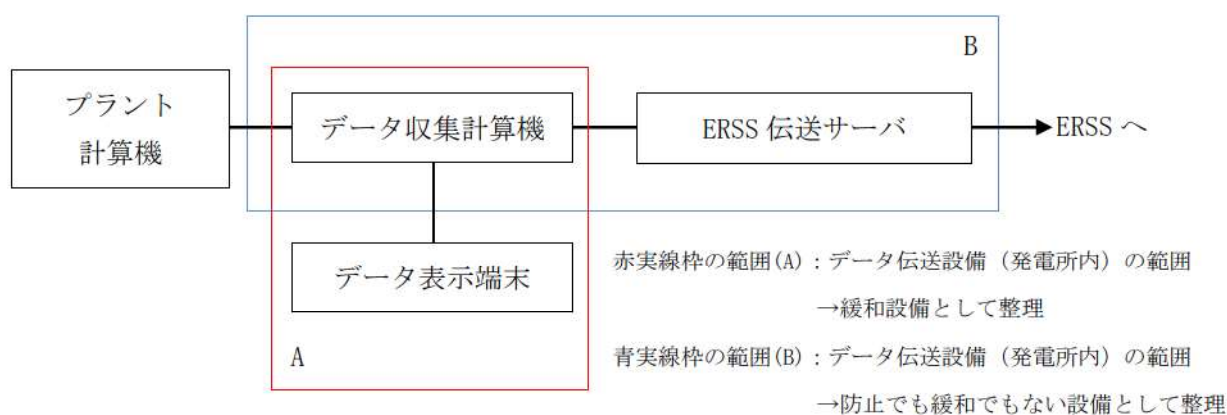 B
プラント
計算機
データ収集計算機
ERSS 伝送サーバ
ERSS へ
データ表示端末
A
赤実線枠の範囲(A)：データ伝送設備（発電所内）の範囲
→緩和設備として整理
青実線枠の範囲(B)：データ伝送設備（発電所内）の範囲
→防止でも緩和でもない設備として整理